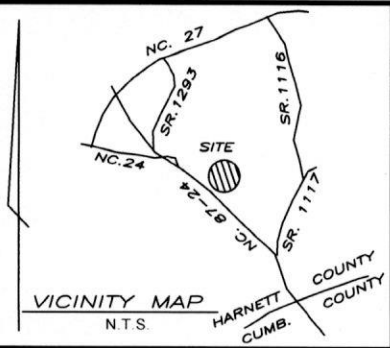 NC. 27
SR. 1293
SR. 1116
NC. 24
SITE
NC. 87-24
SR. 1117
HARNETT COUNTY
CUMB. COUNTY
VICINITY MAP
N.T.S.